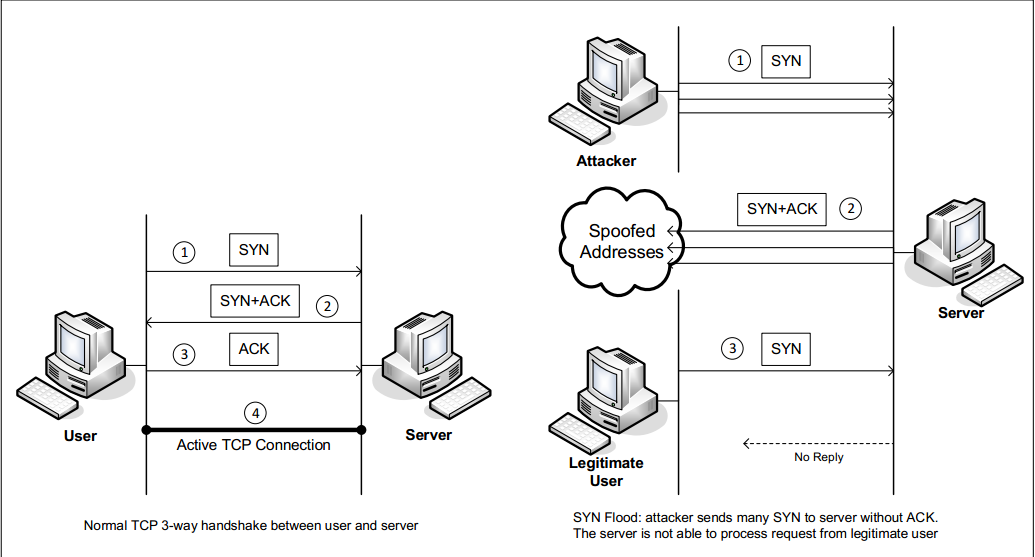 1
SYN
SYN+ACK
2
3
ACK
4
Active TCP Connection
User
Server
Normal TCP 3-way handshake between user and server
1
SYN
Attacker
SYN+ACK
2
Spoofed
Addresses
Server
3
SYN
No Reply
Legitimate
User
SYN Flood: attacker sends many SYN to server without ACK.
The server is not able to process request from legitimate user